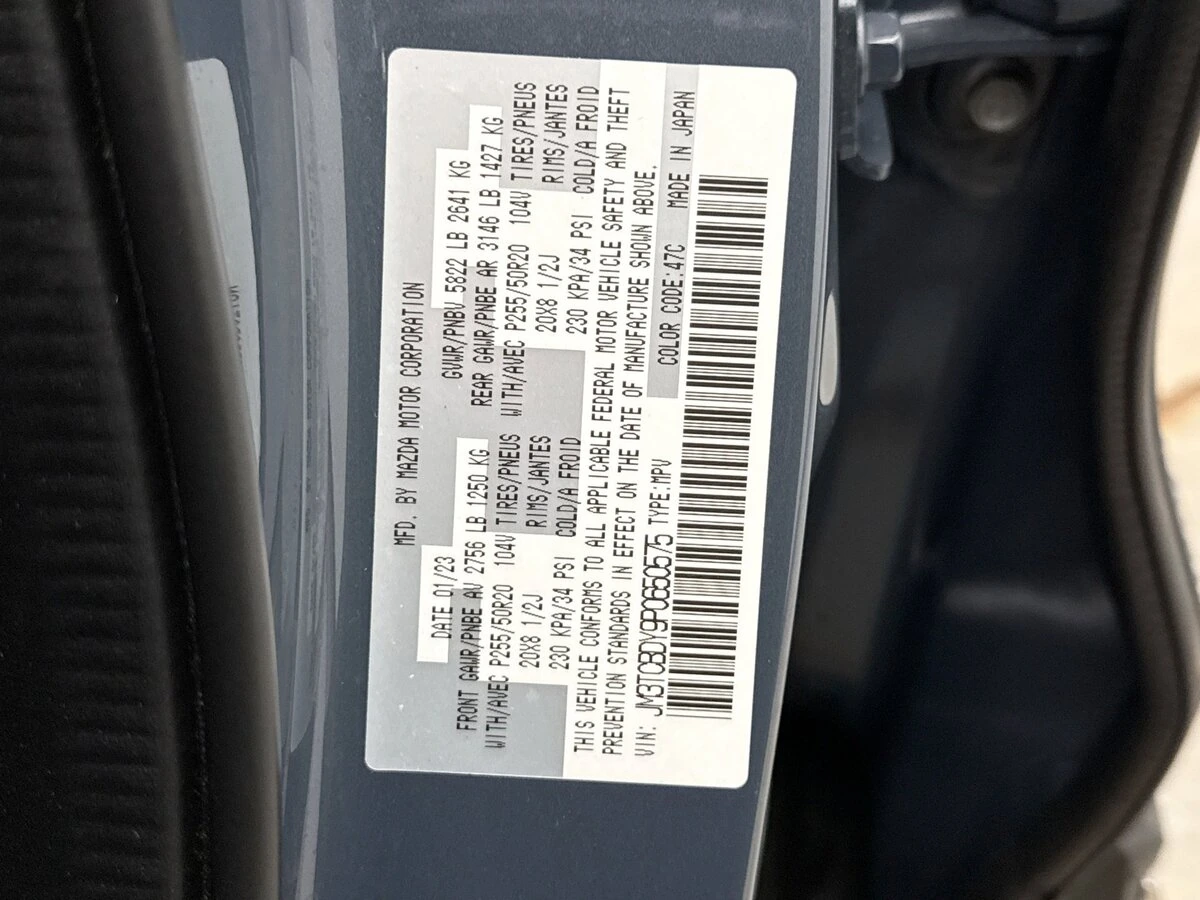 MFD. BY MAZDA MOTOR CORPORATION
DATE 01/23 GVWR/PNBV 5822 LB 2641 KG
FRONT GAWR/PNBE AV 2756 LB 1250 KG REAR GAWR/PNBE AR 3146 LB 1427 KG
WITH/AVEC P255/50R20 104V TIRES/PNEUS WITH/AVEC P255/50R20 104V TIRES/PNEUS
20X8 1/2J RIMS/JANTES 20X8 1/2J RIMS/JANTES
230 KPA/34 PSI COLD/A FROID 230 KPA/34 PSI COLD/A FROID
THIS VEHICLE CONFORMS TO ALL APPLICABLE FEDERAL MOTOR VEHICLE SAFETY AND THEFT
PREVENTION STANDARDS IN EFFECT ON THE DATE OF MANUFACTURE SHOWN ABOVE.
VIN: JM3TCBDY9P0650575 TYPE:MPV COLOR CODE:47C MADE IN JAPAN